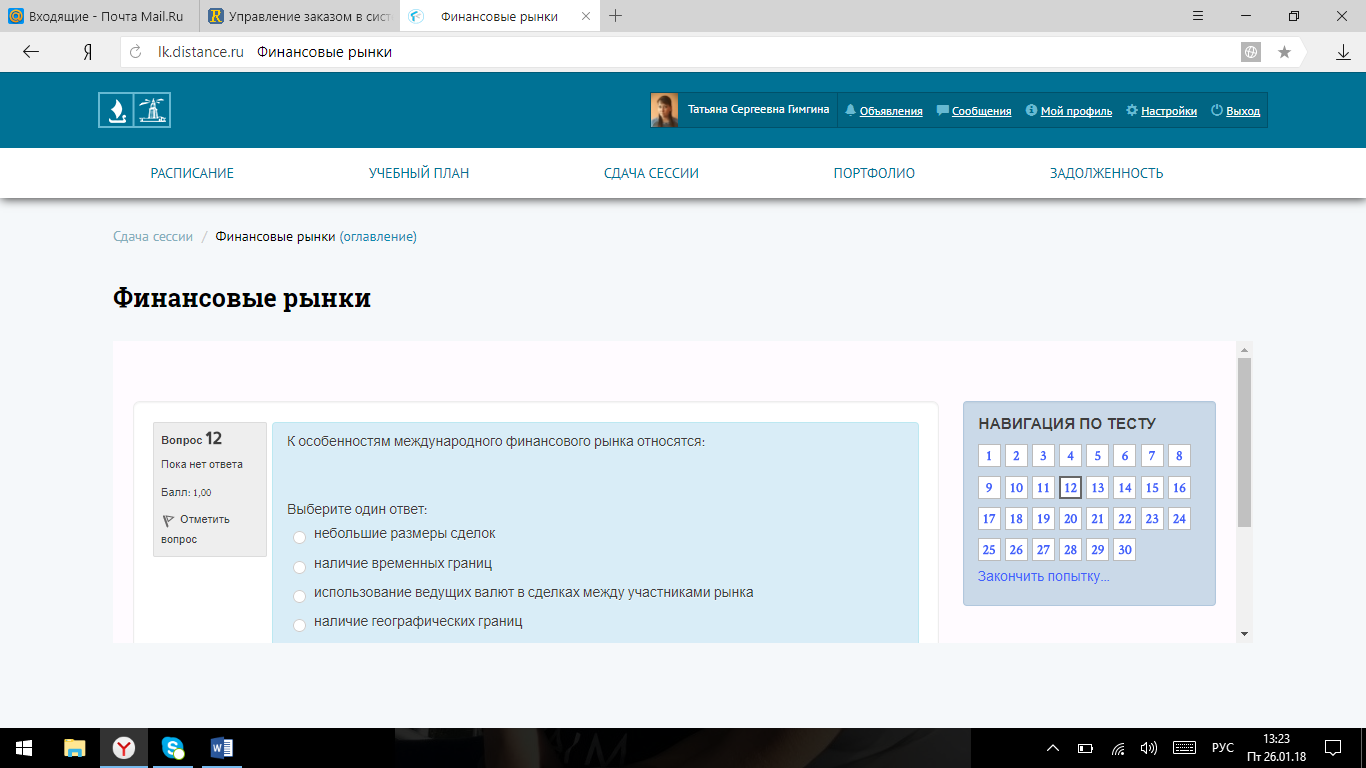 Входящие - Почта Mail.Ru
Управление заказом в сист
Финансовые рынки
lk.distance.ru Финансовые рынки
Татьяна Сергеевна Гимгина
Объявления
Сообщения
Мой профиль
Настройки
Выход
РАСПИСАНИЕ
УЧЕБНЫЙ ПЛАН
СДАЧА СЕССИИ
ПОРТФОЛИО
ЗАДОЛЖЕННОСТЬ
Сдача сессии / Финансовые рынки (оглавление)
Финансовые рынки
Вопрос 12
Пока нет ответа
Балл: 1,00
Отметить
вопрос
К особенностям международного финансового рынка относятся:
Выберите один ответ:
небольшие размеры сделок
наличие временных границ
использование ведущих валют в сделках между участниками рынка
наличие географических границ
НАВИГАЦИЯ ПО ТЕСТУ
1 2 3 4 5 6 7 8
9 10 11 12 13 14 15 16
17 18 19 20 21 22 23 24
25 26 27 28 29 30
Закончить попытку...
РУС
13:23
Пт 26.01.18